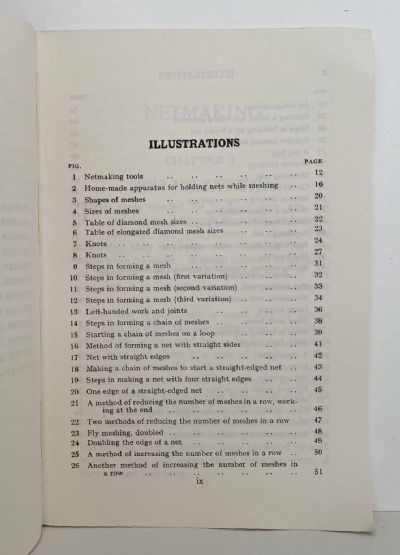 ILLUSTRATIONS
FIG. PAGE
1 Netmaking tools .. .. .. .. .. 12
2 Home-made apparatus for holding nets while meshing .. 16
3 Shapes of meshes .. .. .. .. .. 20
4 Sizes of meshes .. .. .. .. .. 21
5 Table of diamond mesh sizes .. .. .. .. 22
6 Table of elongated diamond mesh sizes .. .. 23
7 Knots .. .. .. .. .. .. 24
8 Knots .. .. .. .. .. .. 27
9 Steps in forming a mesh .. .. .. .. 31
10 Steps in forming a mesh (first variation) .. .. 32
11 Steps in forming a mesh (second variation) .. .. 33
12 Steps in forming a mesh (third variation) .. .. 34
13 Left-handed work and joints .. .. .. .. 36
14 Steps in forming a chain of meshes .. .. .. 38
15 Starting a chain of meshes on a loop .. .. 39
16 Method of forming a net with straight sides .. .. 41
17 Net with straight edges .. .. .. .. 42
18 Making a chain of meshes to start a straight-edged net .. 43
19 Steps in making a net with four straight edges .. .. 44
20 One edge of a straight-edged net .. .. .. 45
21 A method of reducing the number of meshes in a row, work-
ing at the end .. .. .. .. .. 46
22 Two methods of reducing the number of meshes in a row 47
23 Fly meshing, doubled .. .. .. .. .. 48
24 Doubling the edge of a net .. .. .. .. 49
25 A method of increasing the number of meshes in a row .. 50
26 Another method of increasing the number of meshes in
a row .. .. .. .. .. .. 51
ix